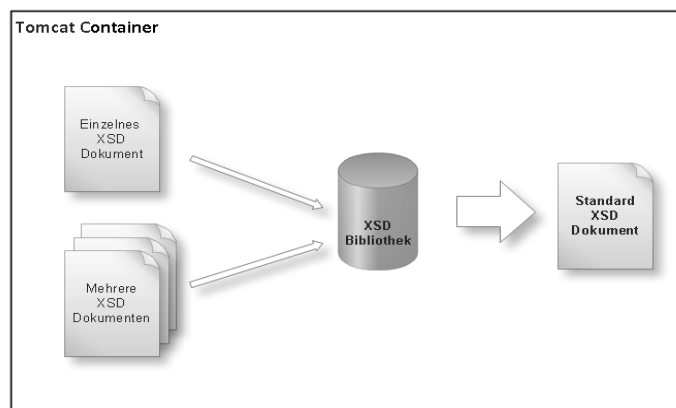 Tomcat Container
Einzelnes
XSD
Dokument
XSD
Bibliothek
Standard
XSD
Dokument
Mehrere
XSD
Dokumenten